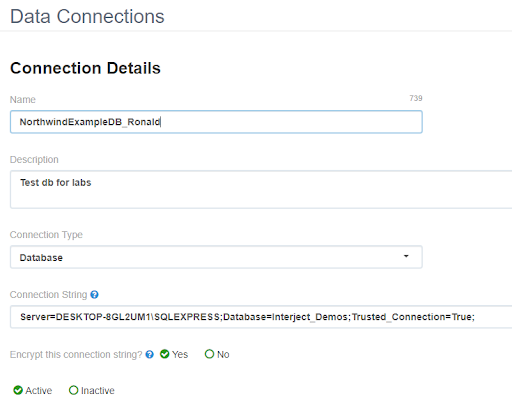 Data Connections
Connection Details
Name 739
NorthwindExampleDB_Ronald
Description
Test db for labs
Connection Type
Database
Connection String ?
Server=DESKTOP-8GL2UM1\SQLEXPRESS;Database=Interject_Demos;Trusted_Connection=True;
Encrypt this connection string? ? Yes No
Active Inactive